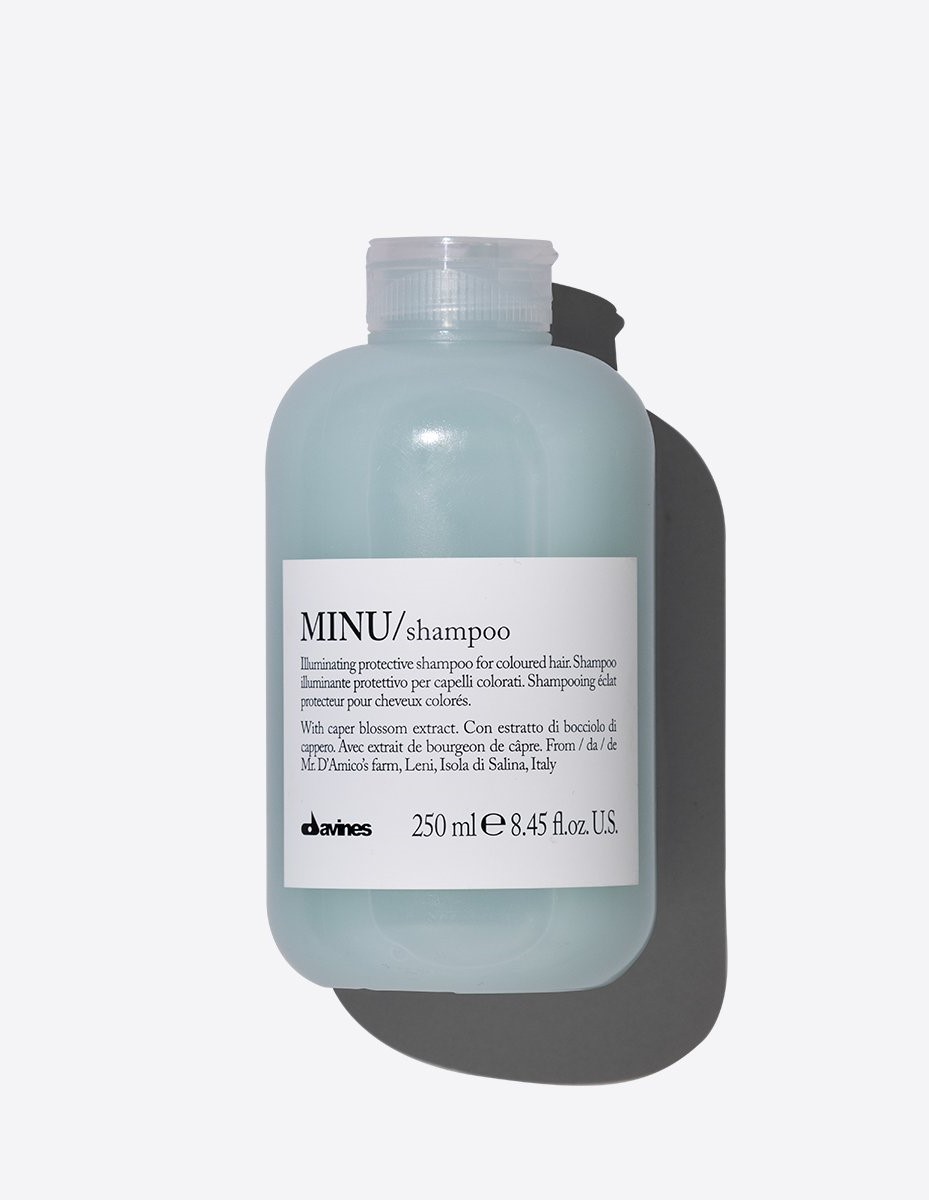 MINU/shampoo
Illuminating protective shampoo for coloured hair. Shampoo
illuminante protettivo per capelli colorati. Shampooing éclat
protecteur pour cheveux colorés.
With caper blossom extract. Con estratto di bocciolo di
cappero. Avec extrait de bourgeon de câpre. From / da / de
Mr. D'Amico's farm, Leni, Isola di Salina, Italy
davines 250 ml ℮ 8.45 fl.oz. U.S.